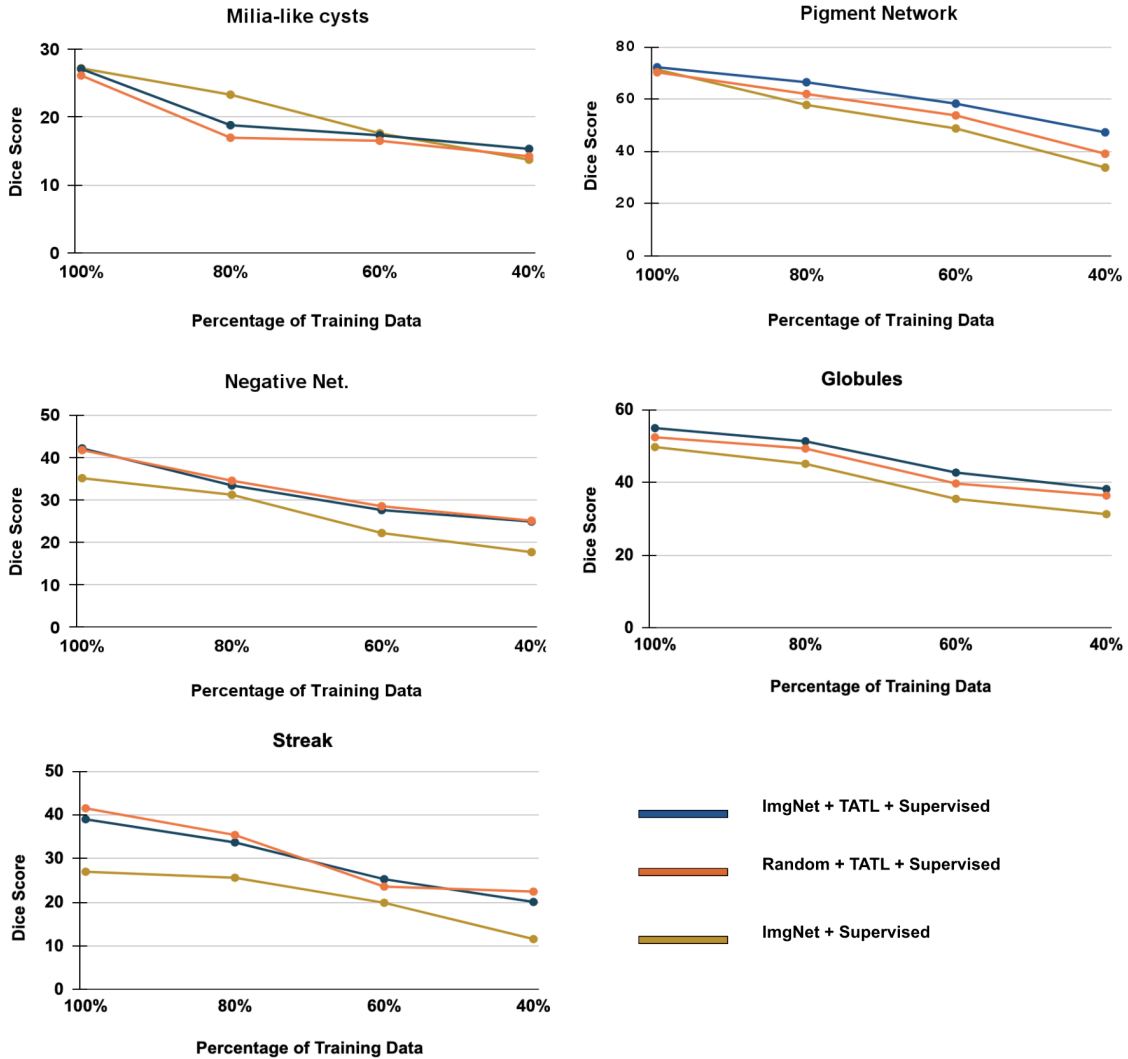 Milia-like cysts
30
20
10
0
Dice Score
100%
80%
60%
40%
Percentage of Training Data
Pigment Network
80
60
40
20
0
Dice Score
100%
80%
60%
40%
Percentage of Training Data
Negative Net.
50
40
30
20
10
0
Dice Score
100%
80%
60%
40%
Percentage of Training Data
Globules
60
40
20
0
Dice Score
100%
80%
60%
40%
Percentage of Training Data
Streak
50
40
30
20
10
0
Dice Score
100%
80%
60%
40%
Percentage of Training Data
ImgNet + TATL + Supervised
Random + TATL + Supervised
ImgNet + Supervised